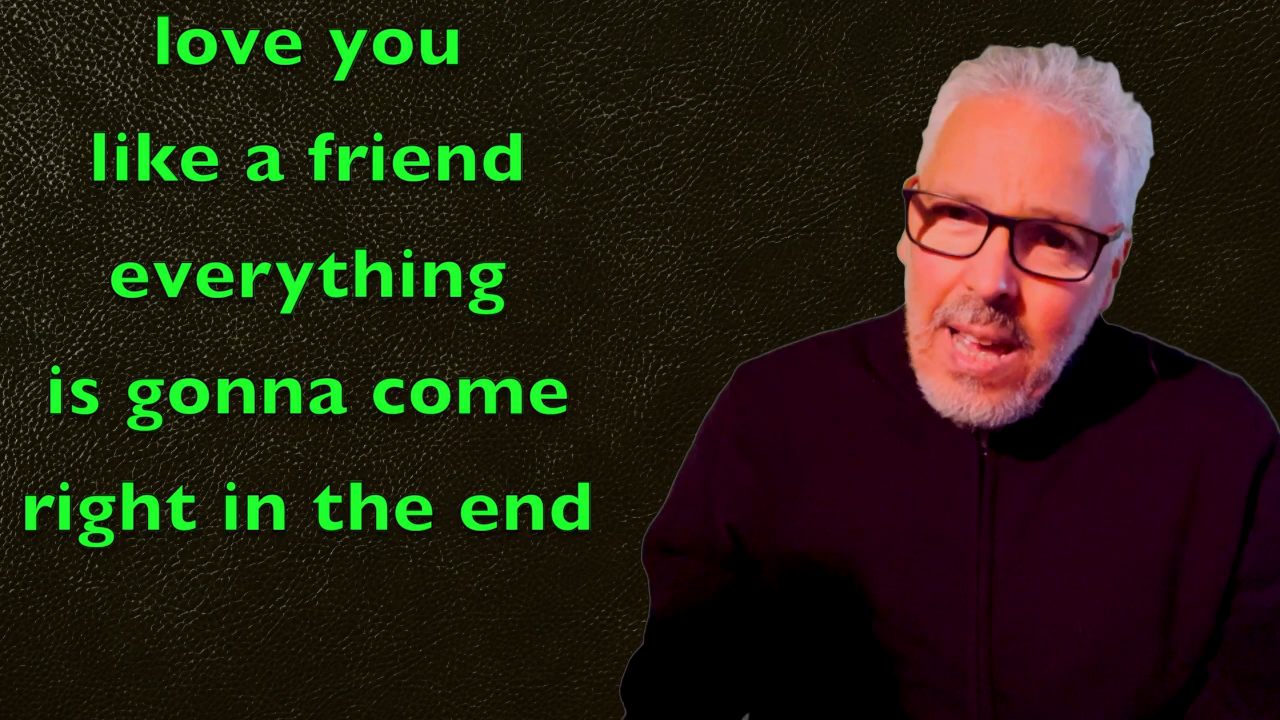 love you
like a friend
everything
is gonna come
right in the end